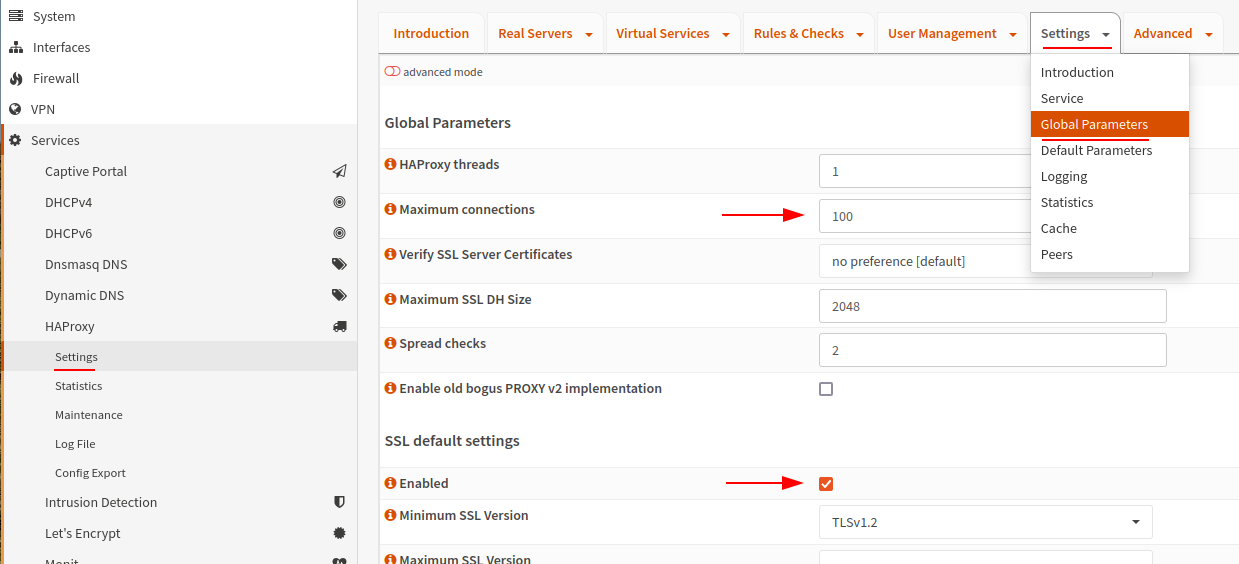 System
Interfaces
Firewall
VPN
Services
Captive Portal
DHCPv4
DHCPv6
Dnsmasq DNS
Dynamic DNS
HAProxy
Settings
Statistics
Maintenance
Log File
Config Export
Intrusion Detection
Let's Encrypt
Monit
Introduction Real Servers Virtual Services Rules & Checks User Management Settings Advanced
Introduction
Service
Global Parameters
Default Parameters
Logging
Statistics
Cache
Peers
advanced mode
Global Parameters
HAProxy threads 1
Maximum connections 100
Verify SSL Server Certificates no preference [default]
Maximum SSL DH Size 2048
Spread checks 2
Enable old bogus PROXY v2 implementation
SSL default settings
Enabled
Minimum SSL Version TLSv1.2
Maximum SSL Version